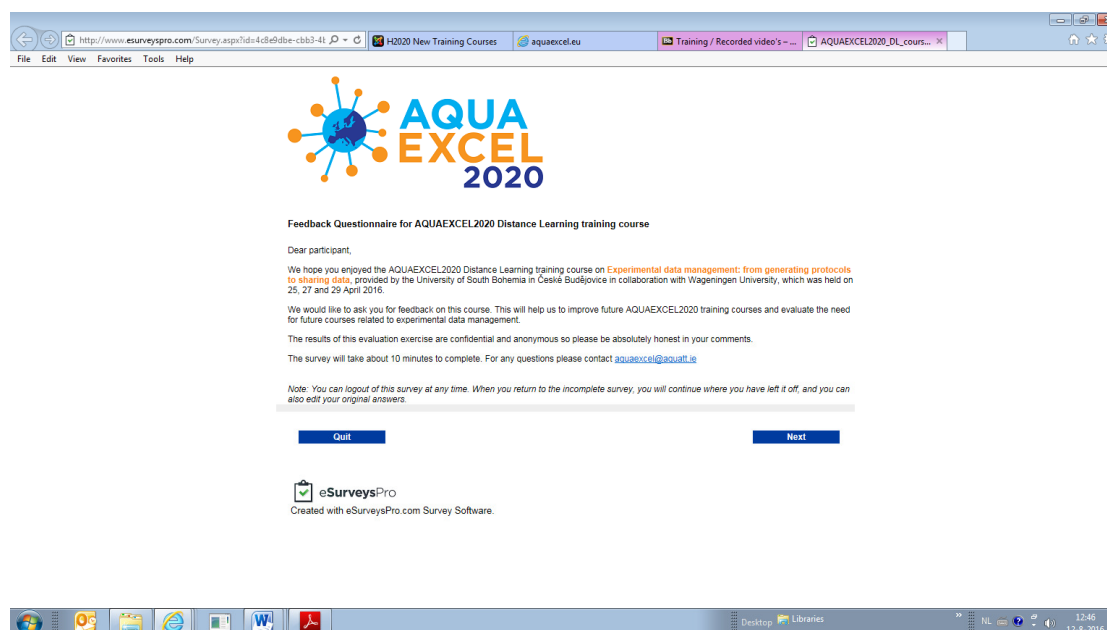 http://www.esurveyspro.com/Survey.aspx?id=4c8e9dbe-cbb3-4
H2020 New Training Courses
aquaexcel.eu
Training / Recorded video's – ...
AQUAEXCEL2020_DL_cours...
File Edit View Favorites Tools Help
AQUA
EXCEL
2020
Feedback Questionnaire for AQUAEXCEL2020 Distance Learning training course
Dear participant,
We hope you enjoyed the AQUAEXCEL2020 Distance Learning training course on Experimental data management: from generating protocols
to sharing data, provided by the University of South Bohemia in České Budějovice in collaboration with Wageningen University, which was held on
25, 27 and 29 April 2016.
We would like to ask you for feedback on this course. This will help us to improve future AQUAEXCEL2020 training courses and evaluate the need
for future courses related to experimental data management.
The results of this evaluation exercise are confidential and anonymous so please be absolutely honest in your comments.
The survey will take about 10 minutes to complete. For any questions please contact aquaexcel@aquatt.ie
Note: You can logout of this survey at any time. When you return to the incomplete survey, you will continue where you have left it off, and you can
also edit your original answers.
Quit
Next
eSurveysPro
Created with eSurveysPro.com Survey Software.
Desktop
Libraries
NL
12:46
12-8-2016